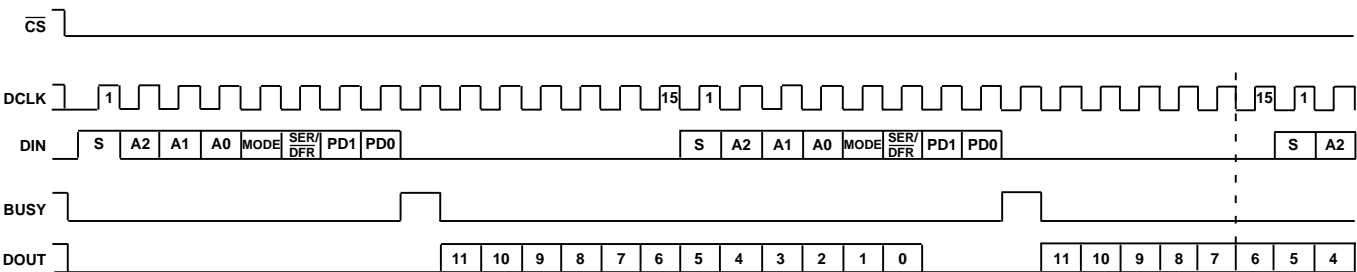 CS
DCLK 1 15 1 15 1
DIN S A2 A1 A0 MODE SER/DFR PD1 PD0 S A2 A1 A0 MODE SER/DFR PD1 PD0 S A2
BUSY
DOUT 11 10 9 8 7 6 5 4 3 2 1 0 11 10 9 8 7 6 5 4